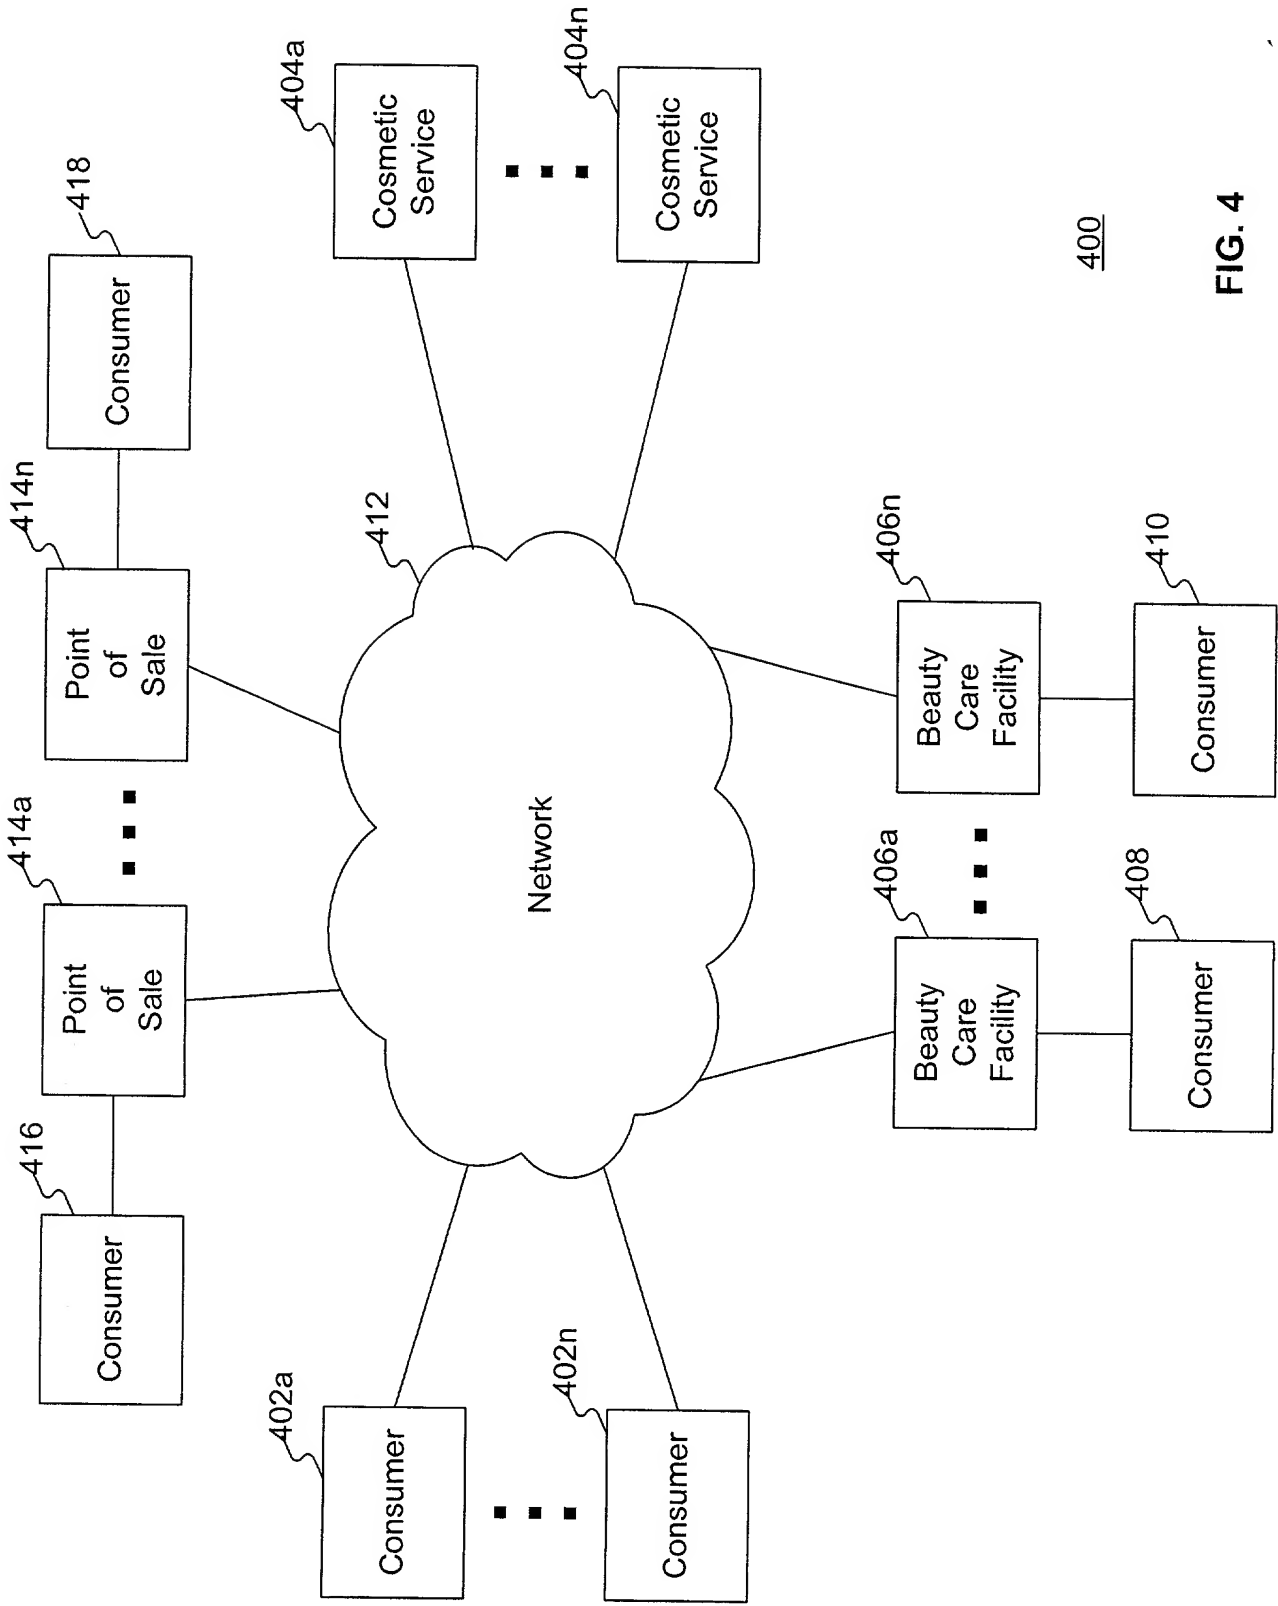 416
Consumer
414a
Point
of
Sale
414n
Point
of
Sale
418
Consumer
402a
Consumer
402n
Consumer
412
Network
404a
Cosmetic
Service
404n
Cosmetic
Service
406a
Beauty
Care
Facility
406n
Beauty
Care
Facility
408
Consumer
410
Consumer
400
FIG. 4